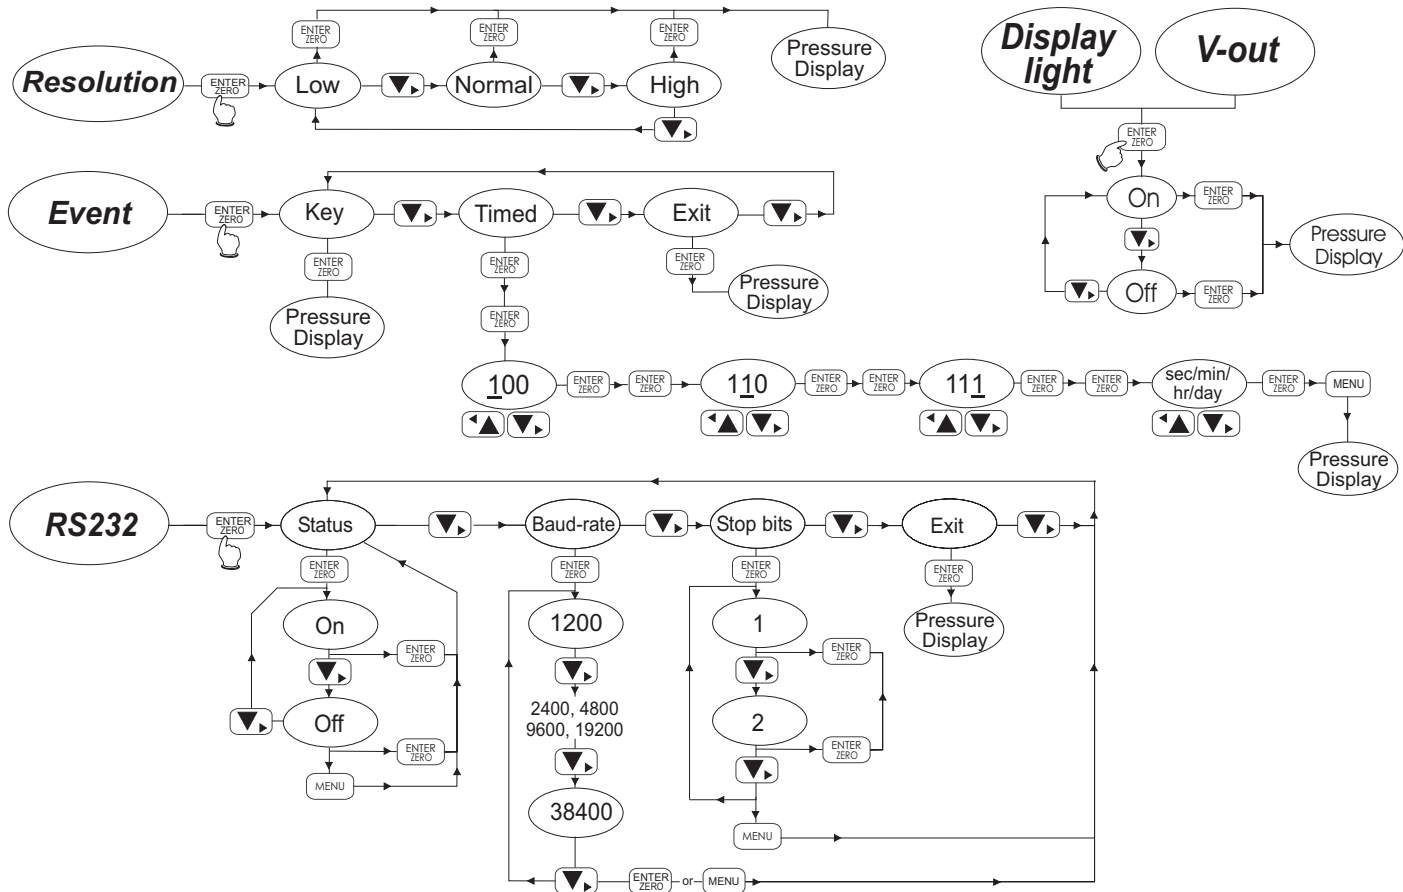 ENTER
ZERO
ENTER
ZERO
ENTER
ZERO
Pressure
Display
Resolution
ENTER
ZERO
Low
Normal
High
Display
light
V-out
ENTER
ZERO
On
ENTER
ZERO
Off
ENTER
ZERO
Pressure
Display
Event
ENTER
ZERO
Key
Timed
Exit
ENTER
ZERO
ENTER
ZERO
ENTER
ZERO
Pressure
Display
Pressure
Display
ENTER
ZERO
100
ENTER
ZERO
ENTER
ZERO
110
ENTER
ZERO
ENTER
ZERO
111
ENTER
ZERO
ENTER
ZERO
sec/min/
hr/day
ENTER
ZERO
MENU
Pressure
Display
RS232
ENTER
ZERO
Status
Baud-rate
Stop bits
Exit
ENTER
ZERO
On
ENTER
ZERO
Off
ENTER
ZERO
MENU
ENTER
ZERO
1200
2400, 4800
9600, 19200
38400
ENTER
ZERO
or
MENU
ENTER
ZERO
1
ENTER
ZERO
2
ENTER
ZERO
MENU
ENTER
ZERO
Pressure
Display